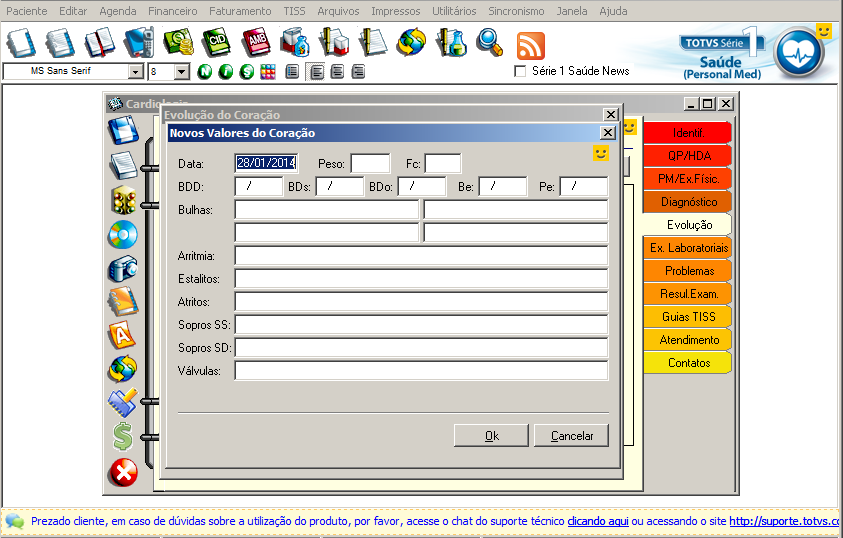 Paciente Editar Agenda Financeiro Faturamento TISS Arquivos Impressos Utilitários Sincronismo Janela Ajuda
CID AMB
MS Sans Serif 8 N F S
Série 1 Saúde News
TOTVS Série 1
Saúde
(Personal Med)
Evolução do Coração
Novos Valores do Coração
Data: 28/01/2014 Peso: Fc:
BDD: / BDs: / BDo: / Be: / Pe: /
Bulhas:
Arritmia:
Estalitos:
Atritos:
Sopros SS:
Sopros SD:
Válvulas:
Ok Cancelar
Identif.
QP/HDA
PM/Ex.Físic.
Diagnóstico
Evolução
Ex. Laboratoriais
Problemas
Resul.Exam.
Guias TISS
Atendimento
Contatos
Prezado cliente, em caso de dúvidas sobre a utilização do produto, por favor, acesse o chat do suporte técnico clicando aqui ou acessando o site http://suporte.totvs.co